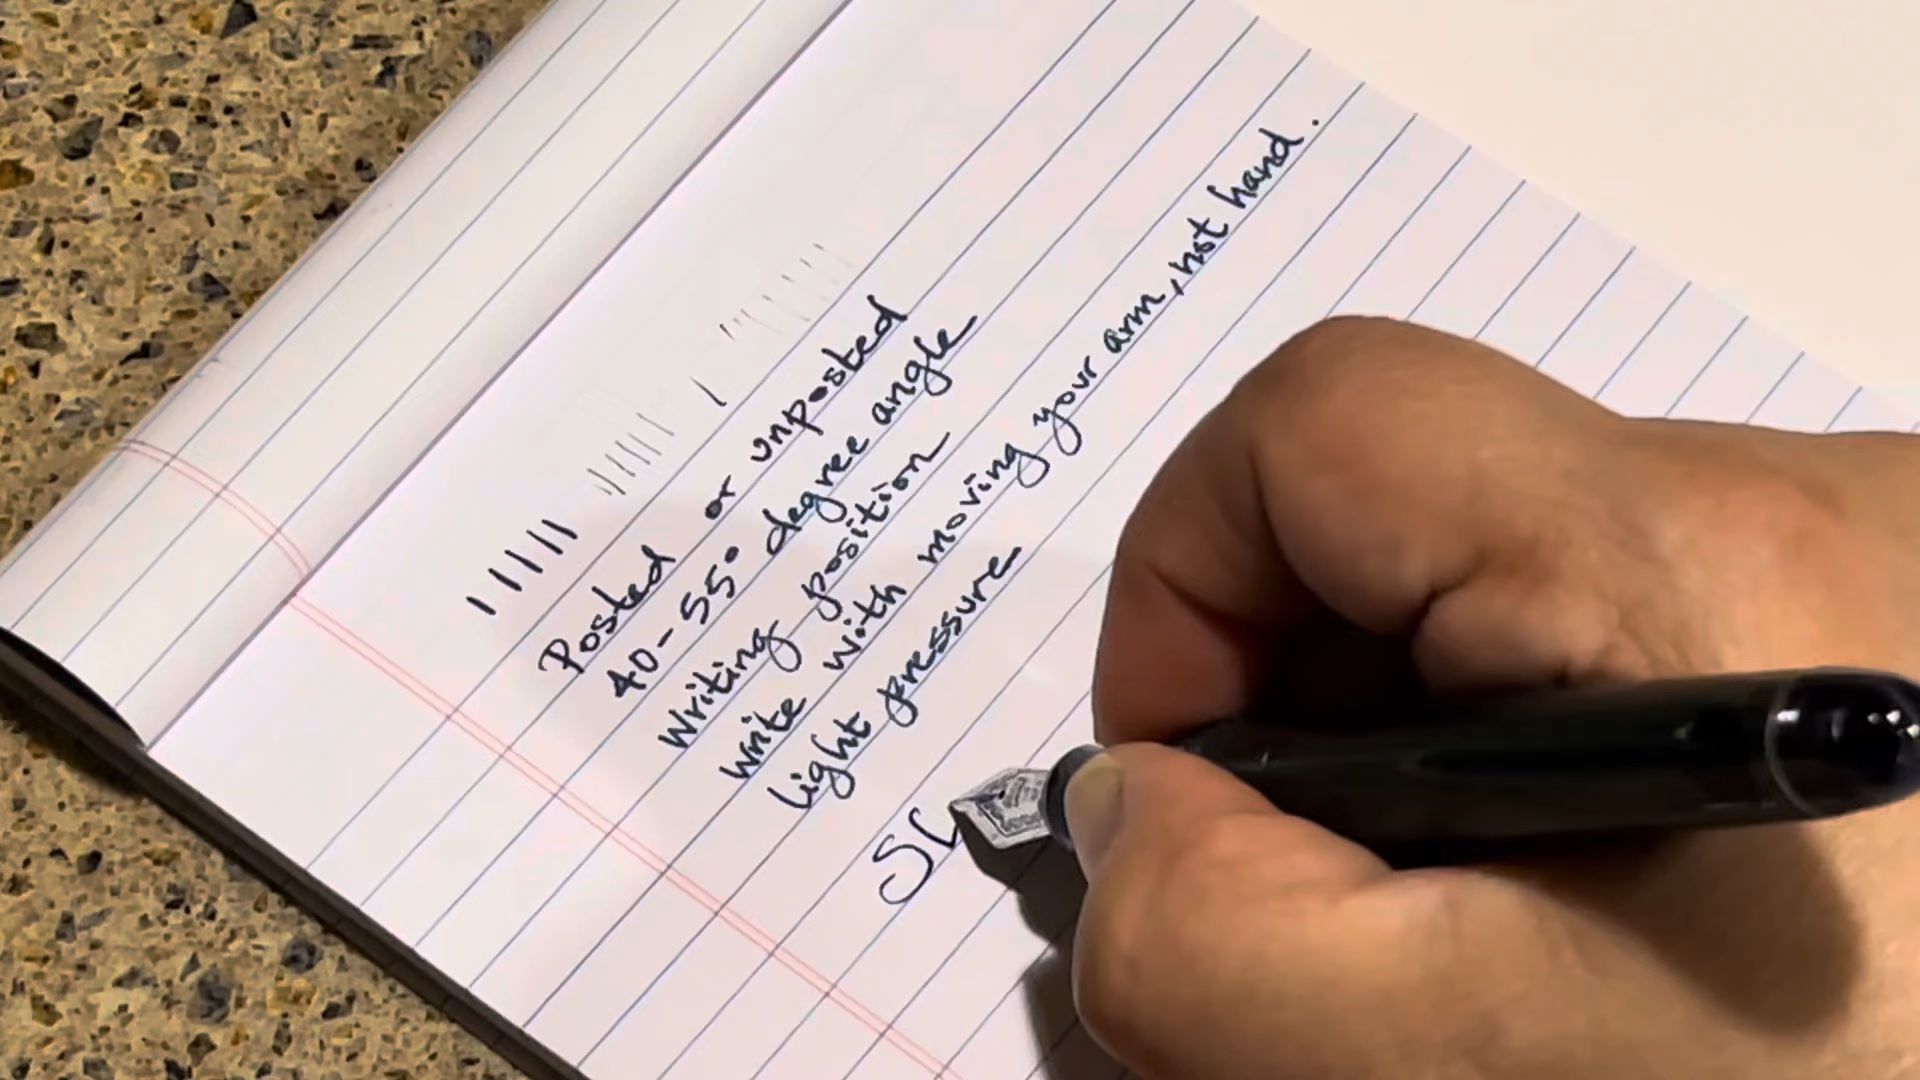 Posted or unposted
40-55° degree angle
Writing position
Write with moving your arm, not hand.
Light pressure